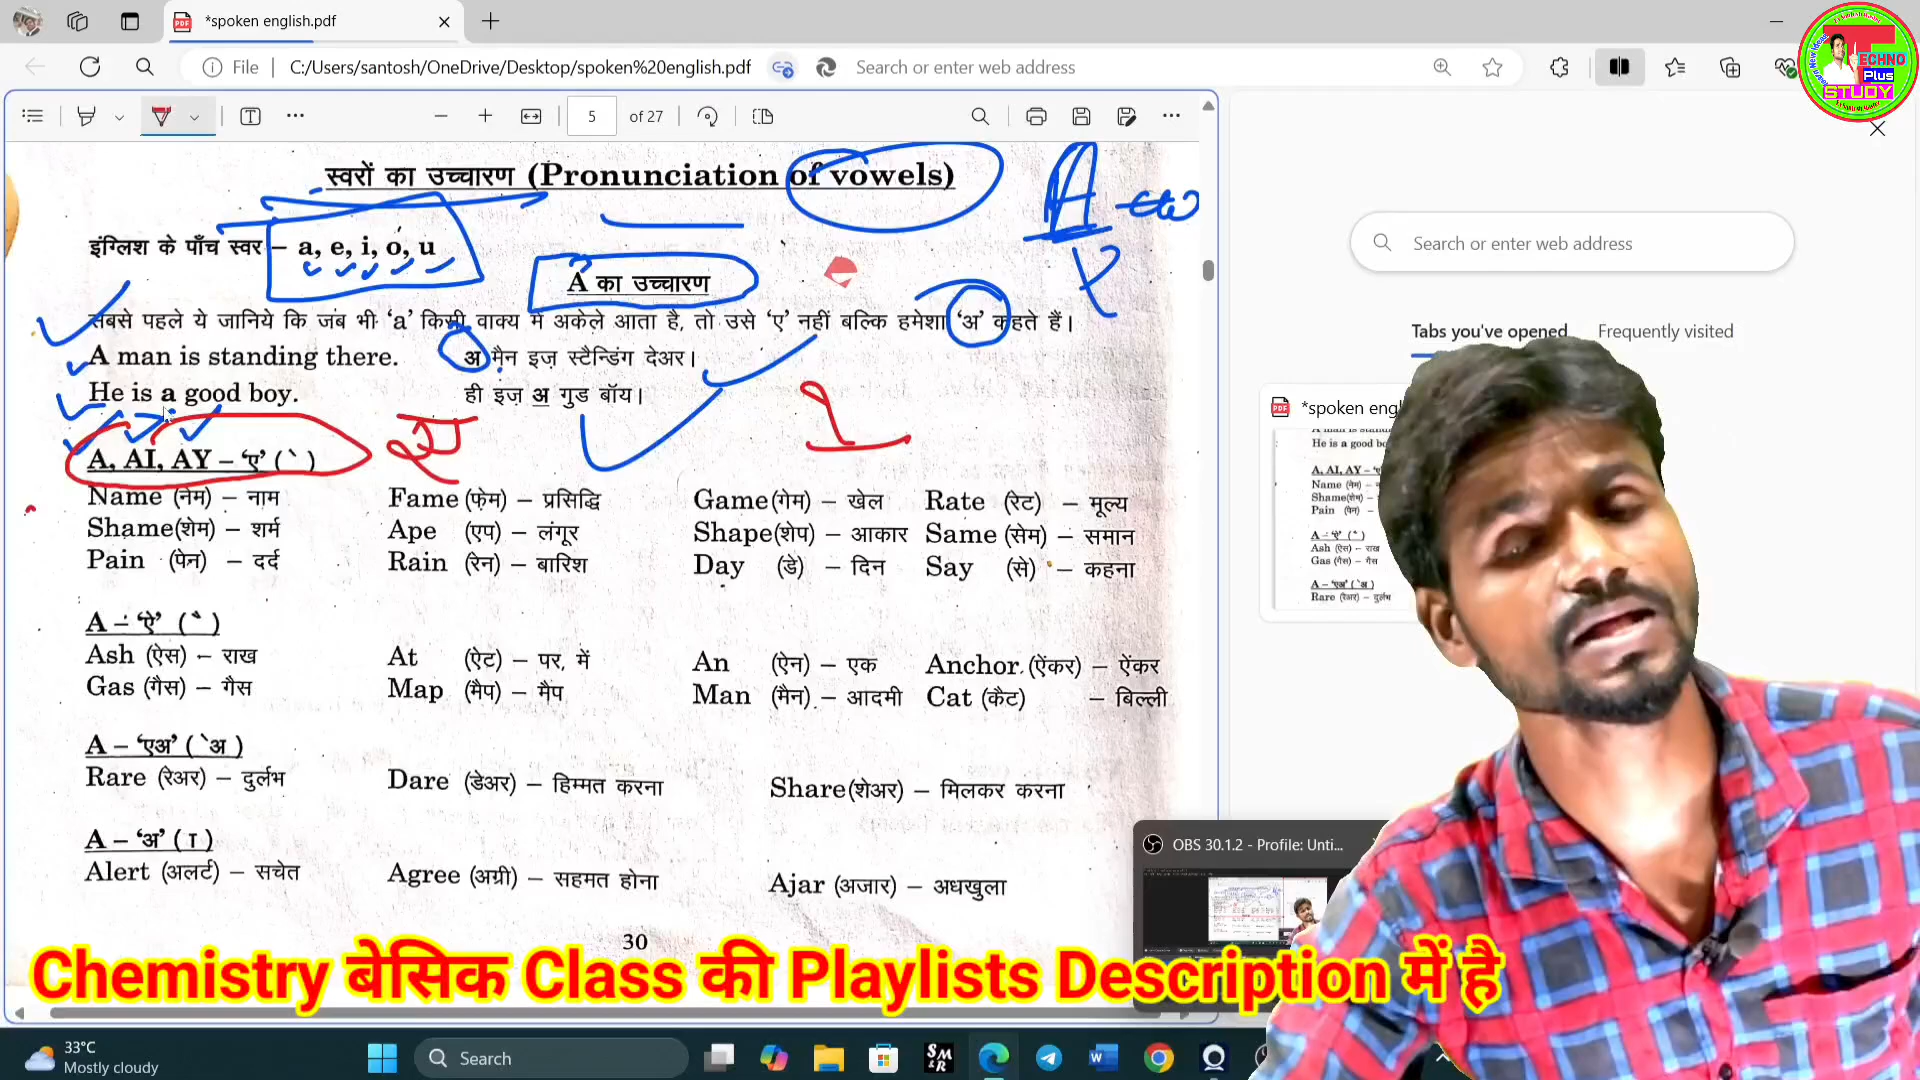 *spoken english.pdf
File
C:/Users/santosh/OneDrive/Desktop/spoken%20english.pdf
Search or enter web address
ECHNO
Plus
STUDY
5 of 27
स्वरों का उच्चारण (Pronunciation of vowels)
इंग्लिश के पाँच स्वर – a, e, i, o, u
A का उच्चारण
सबसे पहले ये जानिये कि जब भी 'a' किसी वाक्य में अकेले आता है, तो उसे 'ए' नहीं बल्कि हमेशा 'अ' कहते हैं।
A man is standing there. अ मैन इज़ स्टैन्डिंग देअर।
He is a good boy. ही इज़ अ गुड बॉय।
A
ए
A, AI, AY – 'ए' ( े )
Name (नेम) – नाम Fame (फ़ेम) – प्रसिद्धि Game (गेम) – खेल Rate (रेट) – मूल्य
Shame (शेम) – शर्म Ape (एप) – लंगूर Shape (शेप) – आकार Same (सेम) – समान
Pain (पेन) – दर्द Rain (रेन) – बारिश Day (डे) – दिन Say (से) – कहना
A – 'ऐ' ( ै )
Ash (ऐस) – राख At (ऐट) – पर, में An (ऐन) – एक Anchor (ऐंकर) – ऐंकर
Gas (गैस) – गैस Map (मैप) – मैप Man (मैन) – आदमी Cat (कैट) – बिल्ली
A – 'एअ' ( ेअ )
Rare (रेअर) – दुर्लभ Dare (डेअर) – हिम्मत करना Share (शेअर) – मिलकर करना
A – 'अ' ( ा )
Alert (अलर्ट) – सचेत Agree (अग्री) – सहमत होना Ajar (अजार) – अधखुला
30
Search or enter web address
Tabs you've opened
Frequently visited
*spoken engl
OBS 30.1.2 - Profile: Unti...
Chemistry बेसिक Class की Playlists Description में है
33°C
Mostly cloudy
Search